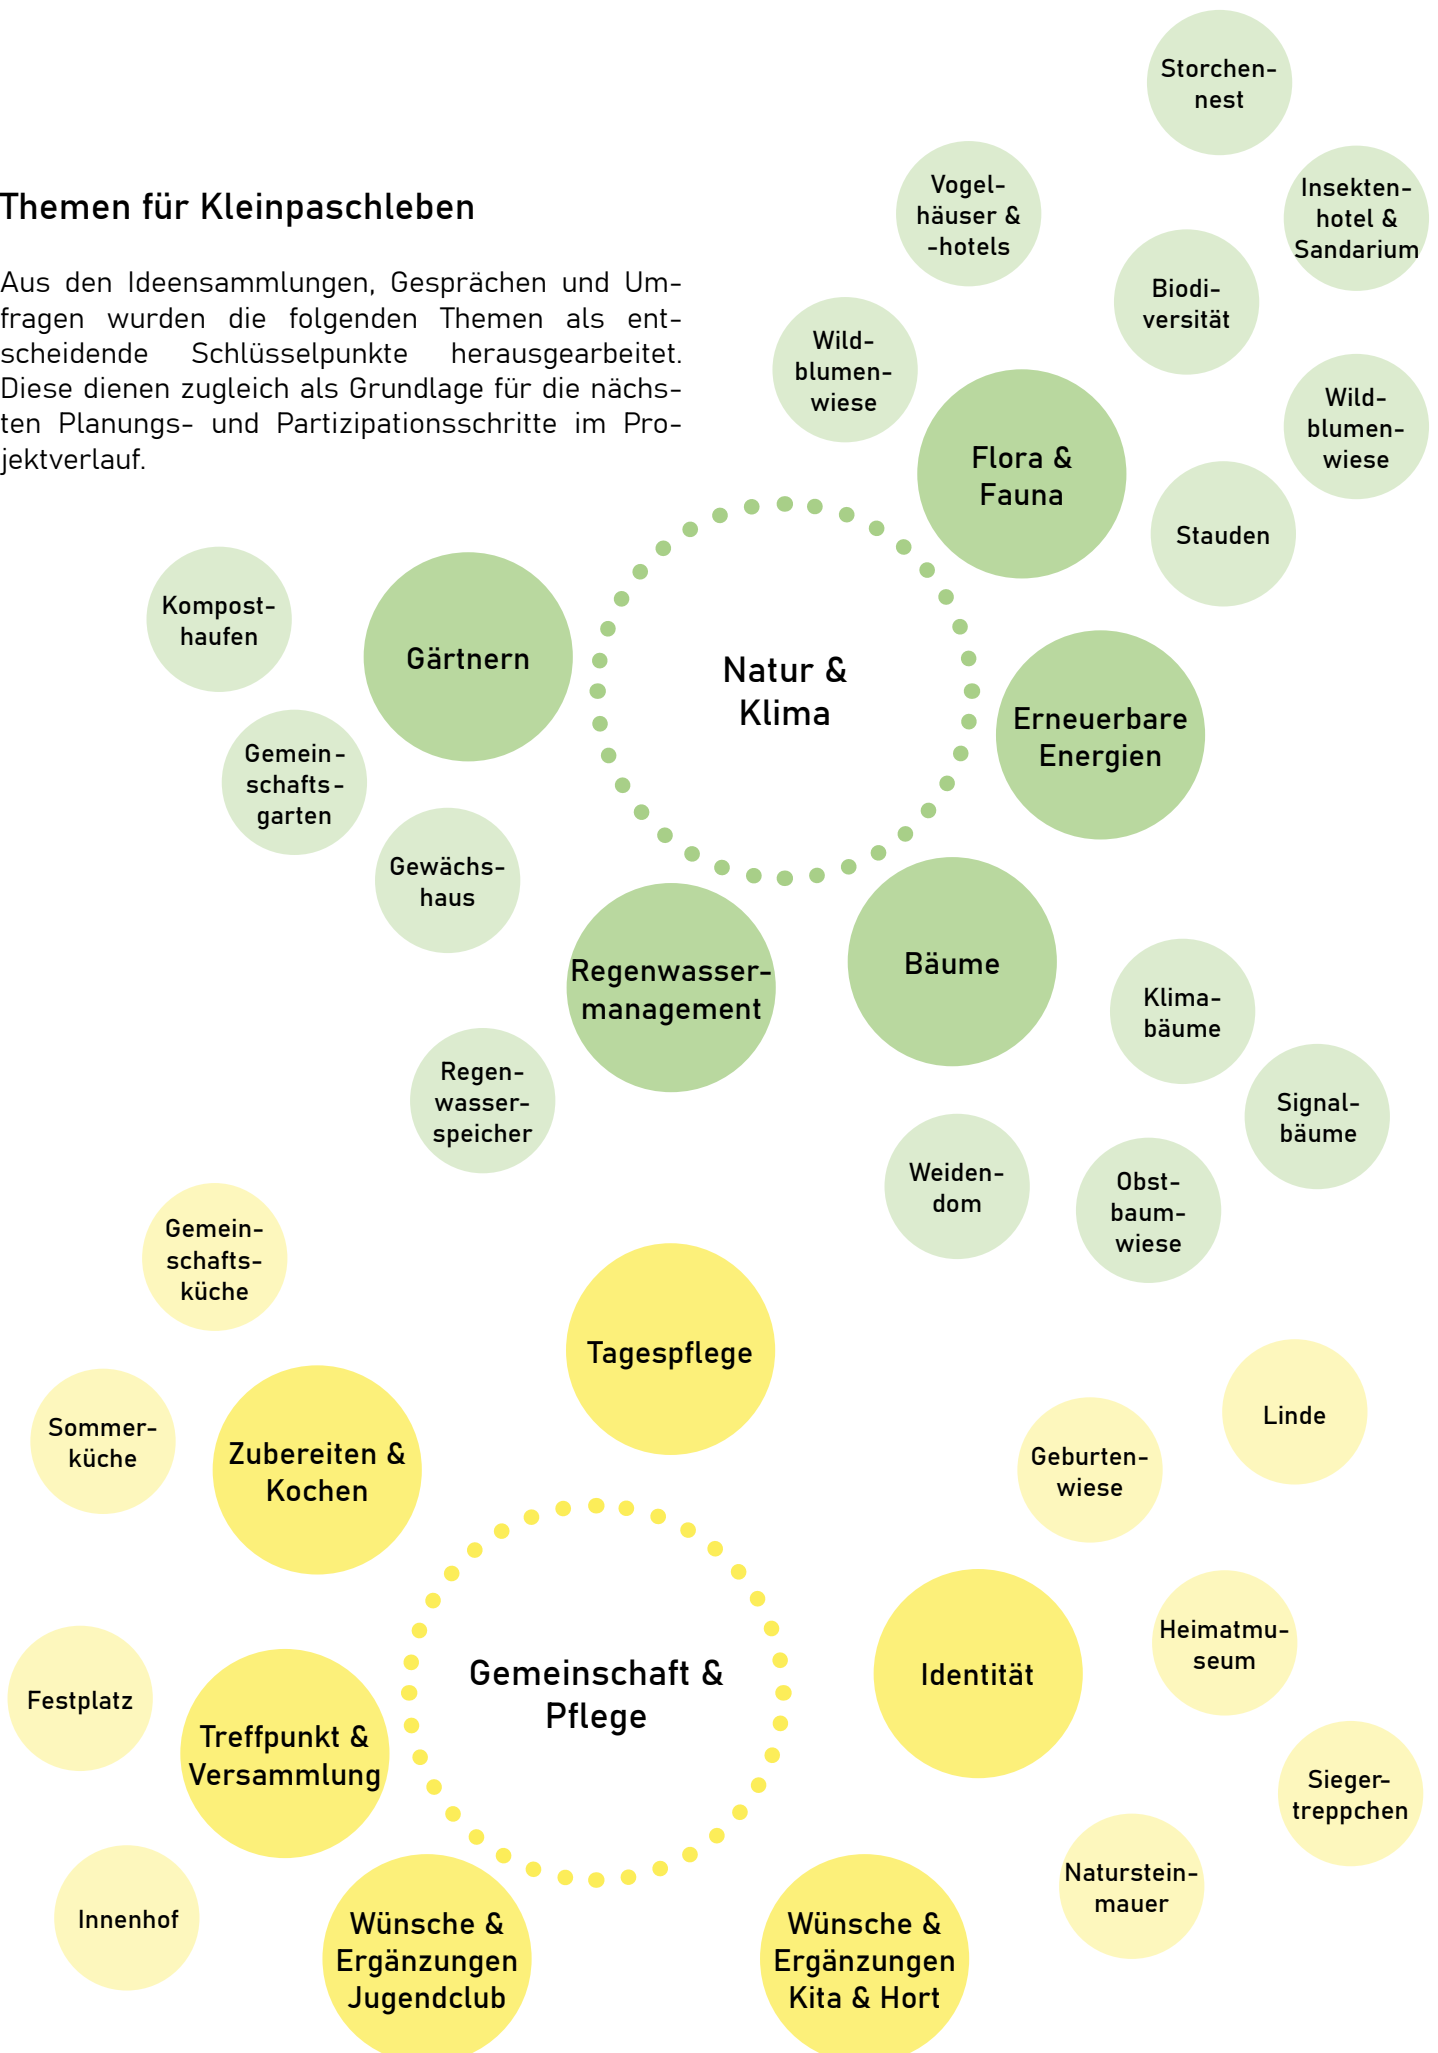 Themen für Kleinpaschleben
Aus den Ideensammlungen, Gesprächen und Um-
fragen wurden die folgenden Themen als ent-
scheidende Schlüsselpunkte herausgearbeitet.
Diese dienen zugleich als Grundlage für die nächs-
ten Planungs- und Partizipationsschritte im Pro-
jektverlauf.
Storchen-
nest
Vogel-
häuser &
-hotels
Insekten-
hotel &
Sandarium
Biodi-
versität
Wild-
blumen-
wiese
Wild-
blumen-
wiese
Flora &
Fauna
Stauden
Natur &
Klima
Gärtnern
Kompost-
haufen
Gemein-
schafts-
garten
Gewächs-
haus
Erneuerbare
Energien
Regenwasser-
management
Regen-
wasser-
speicher
Bäume
Klima-
bäume
Signal-
bäume
Weiden-
dom
Obst-
baum-
wiese
Gemein-
schafts-
küche
Sommer-
küche
Zubereiten &
Kochen
Tagespflege
Linde
Geburten-
wiese
Heimatmu-
seum
Identität
Sieger-
treppchen
Naturstein-
mauer
Gemeinschaft &
Pflege
Festplatz
Treffpunkt &
Versammlung
Innenhof
Wünsche &
Ergänzungen
Jugendclub
Wünsche &
Ergänzungen
Kita & Hort